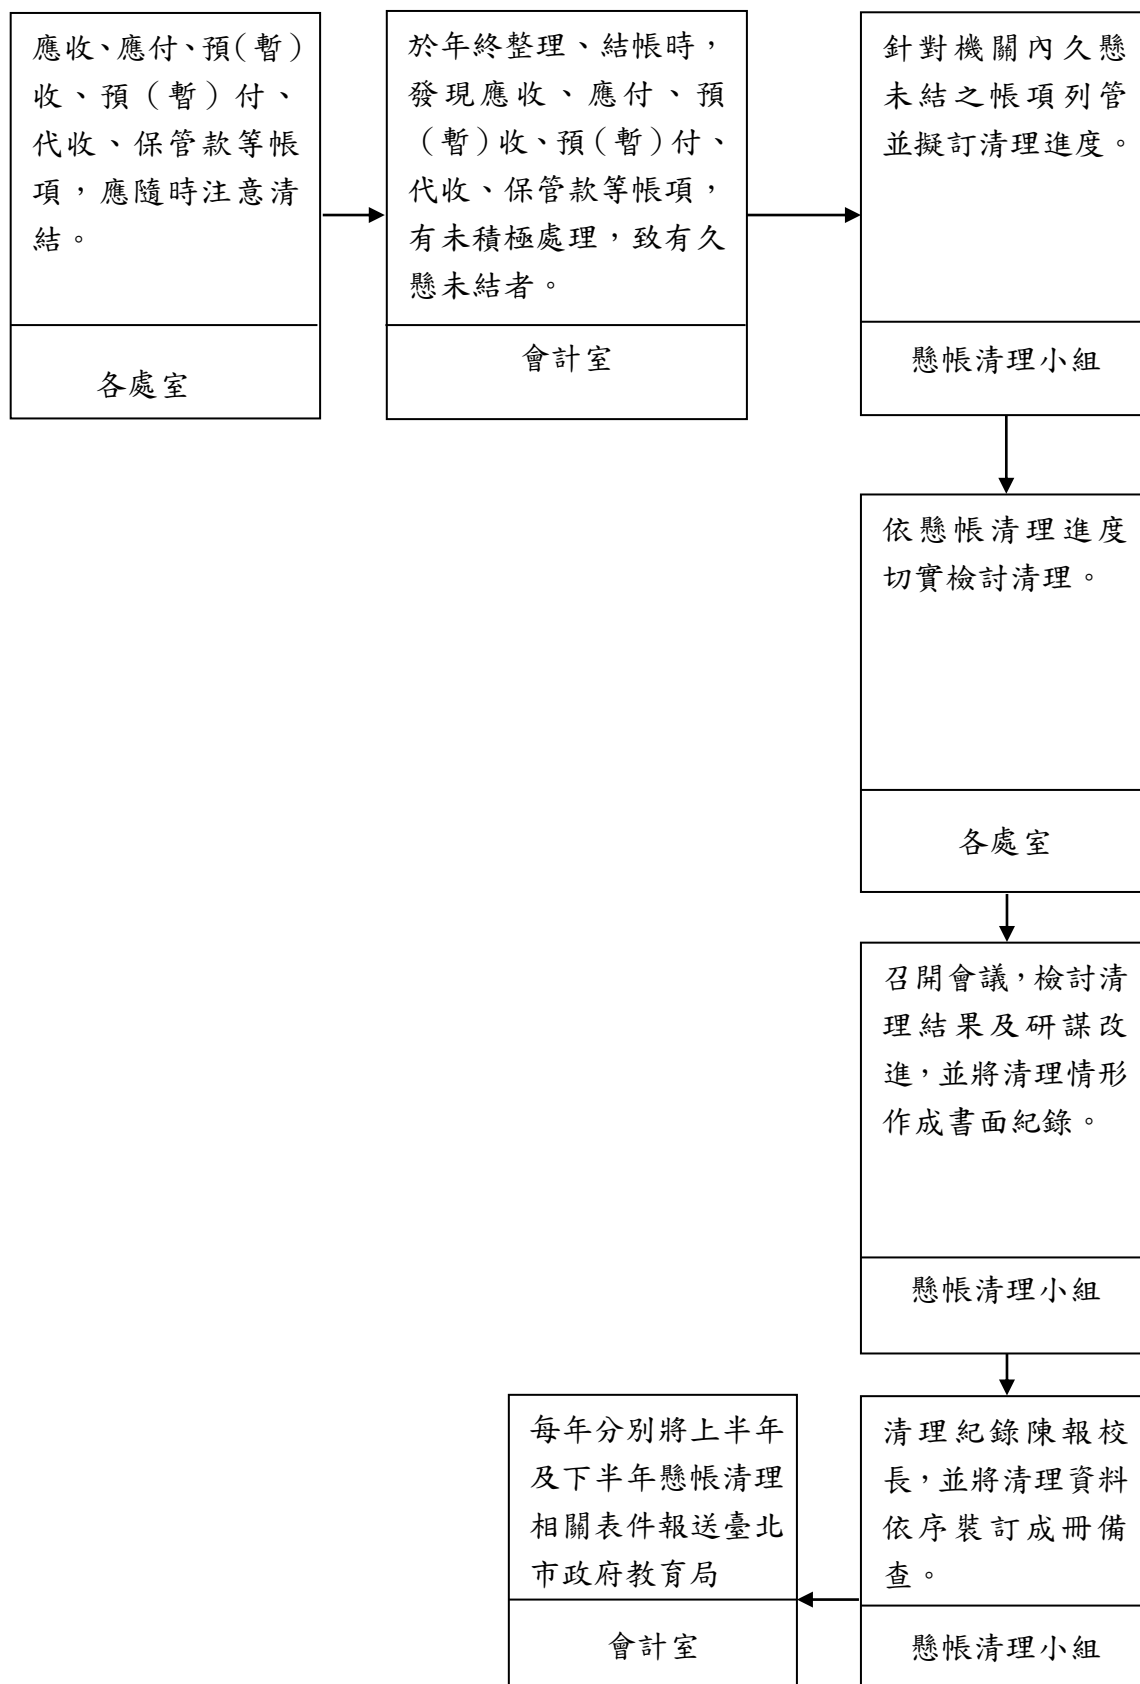 應收、應付、預(暫)
收、預（暫）付、
代收、保管款等帳
項，應隨時注意清
結。
各處室
於年終整理、結帳時，
發現應收、應付、預
（暫）收、預（暫）付、
代收、保管款等帳項，
有未積極處理，致有久
懸未結者。
會計室
針對機關內久懸
未結之帳項列管
並擬訂清理進度。
懸帳清理小組
依懸帳清理進度
切實檢討清理。
各處室
召開會議，檢討清
理結果及研謀改
進，並將清理情形
作成書面紀錄。
懸帳清理小組
清理紀錄陳報校
長，並將清理資料
依序裝訂成冊備
查。
懸帳清理小組
每年分別將上半年
及下半年懸帳清理
相關表件報送臺北
市政府教育局
會計室